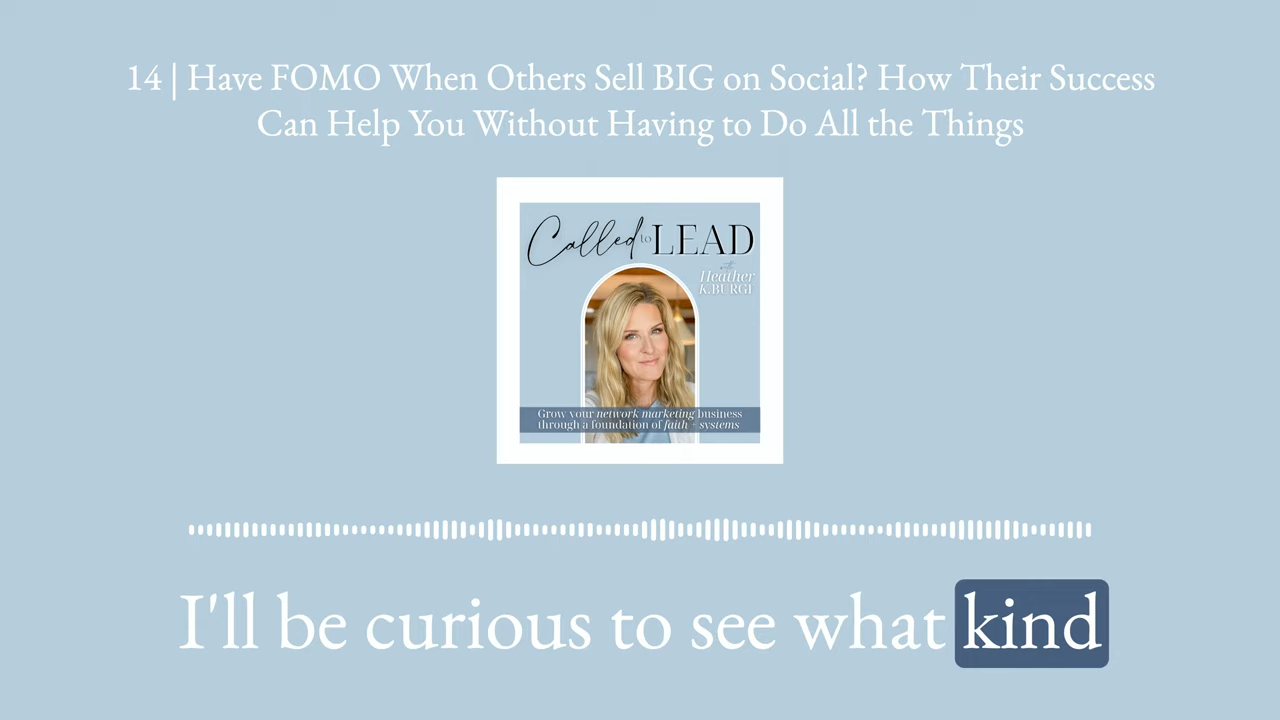 14 | Have FOMO When Others Sell BIG on Social? How Their Success
Can Help You Without Having to Do All the Things
Called to LEAD
with
Heather
K.BURGI
Grow your network marketing business
through a foundation of faith + systems
I'll be curious to see what kind